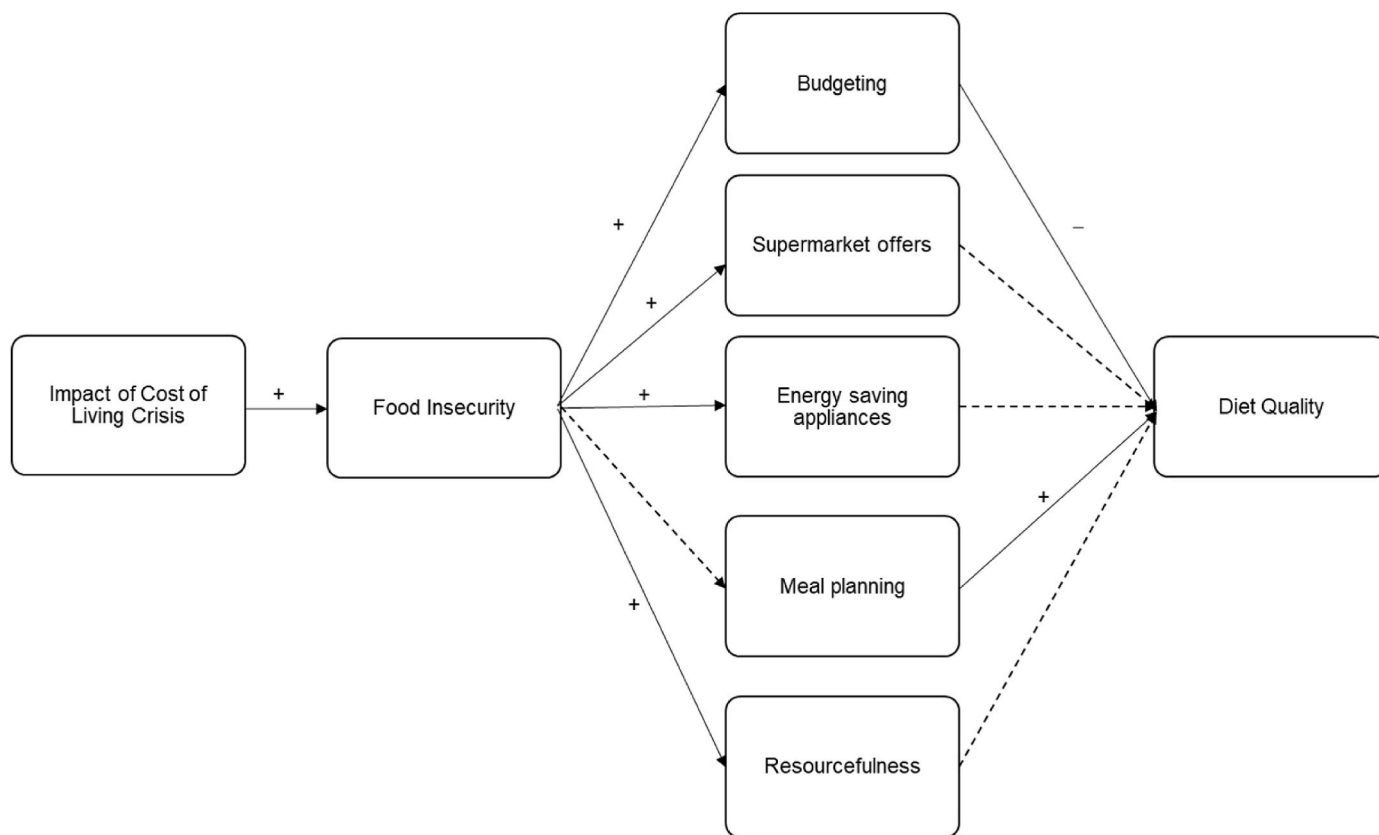 Budgeting
+
–
Supermarket offers
+
Impact of Cost of
Living Crisis
+
Food Insecurity
+
Energy saving
appliances
Diet Quality
+
Meal planning
+
Resourcefulness